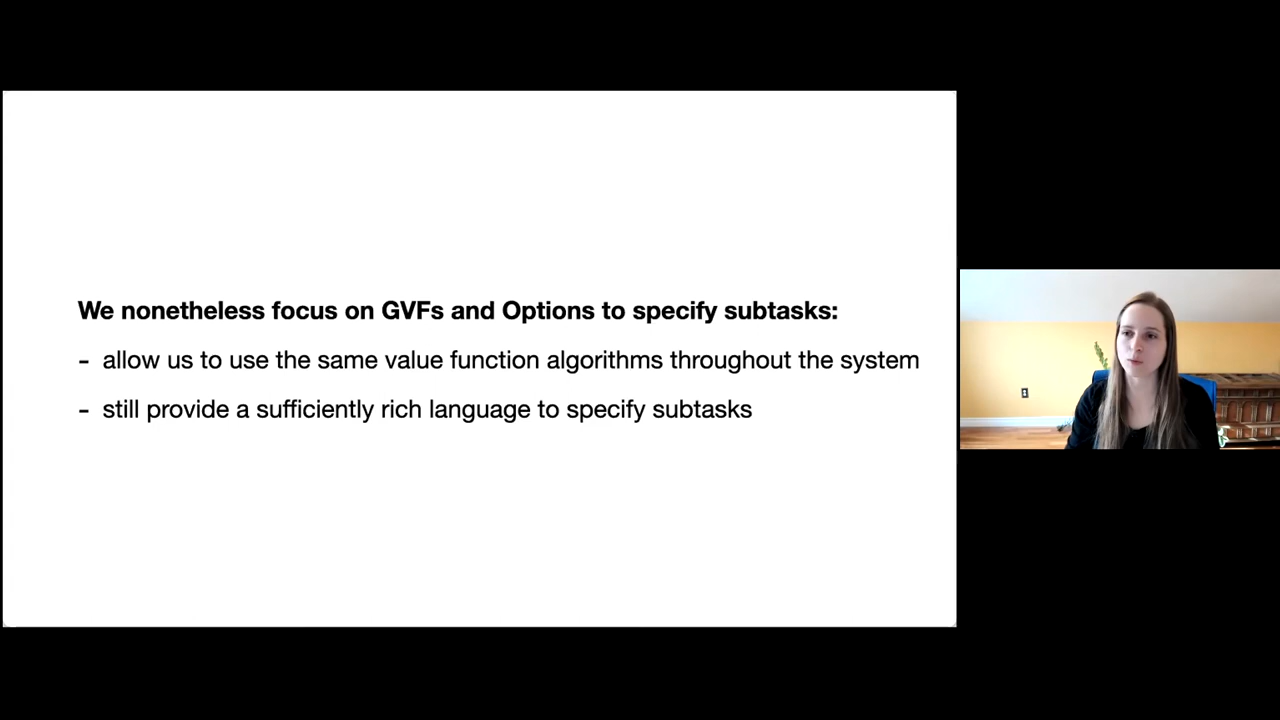 We nonetheless focus on GVFs and Options to specify subtasks:
- allow us to use the same value function algorithms throughout the system
- still provide a sufficiently rich language to specify subtasks